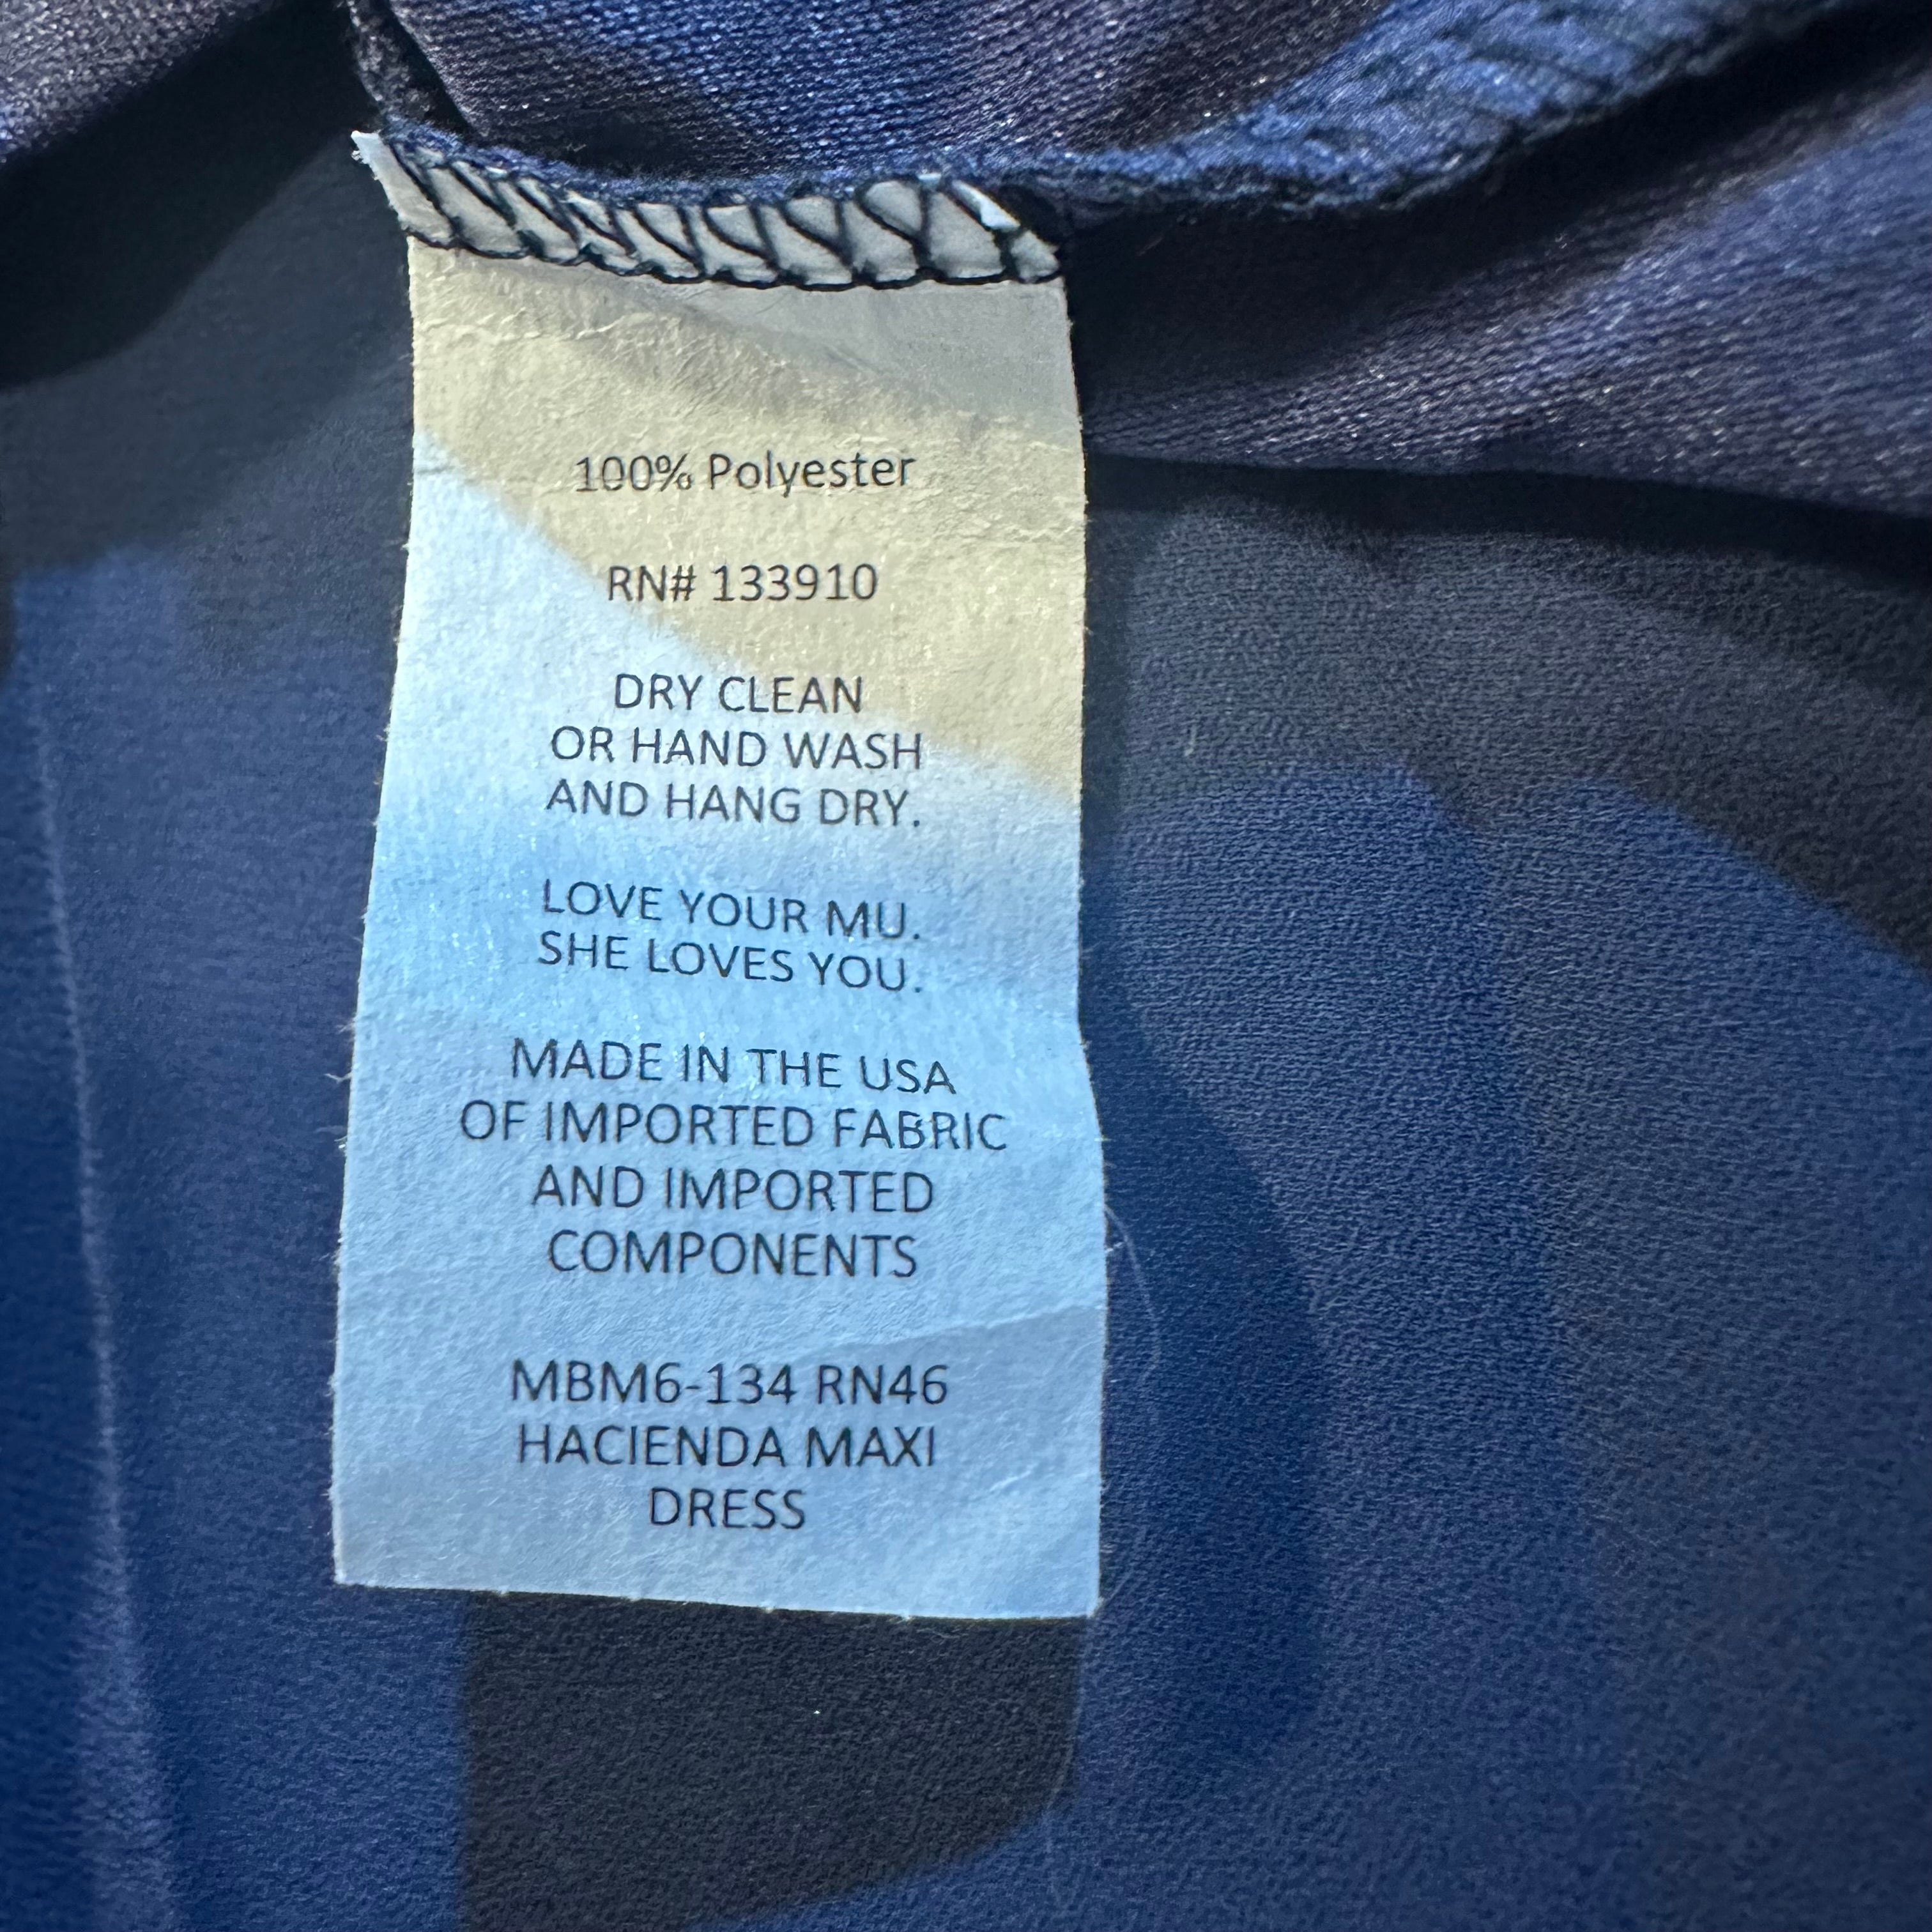 100% Polyester
RN# 133910
DRY CLEAN
OR HAND WASH
AND HANG DRY.
LOVE YOUR MU.
SHE LOVES YOU.
MADE IN THE USA
OF IMPORTED FABRIC
AND IMPORTED
COMPONENTS
MBM6-134 RN46
HACIENDA MAXI
DRESS